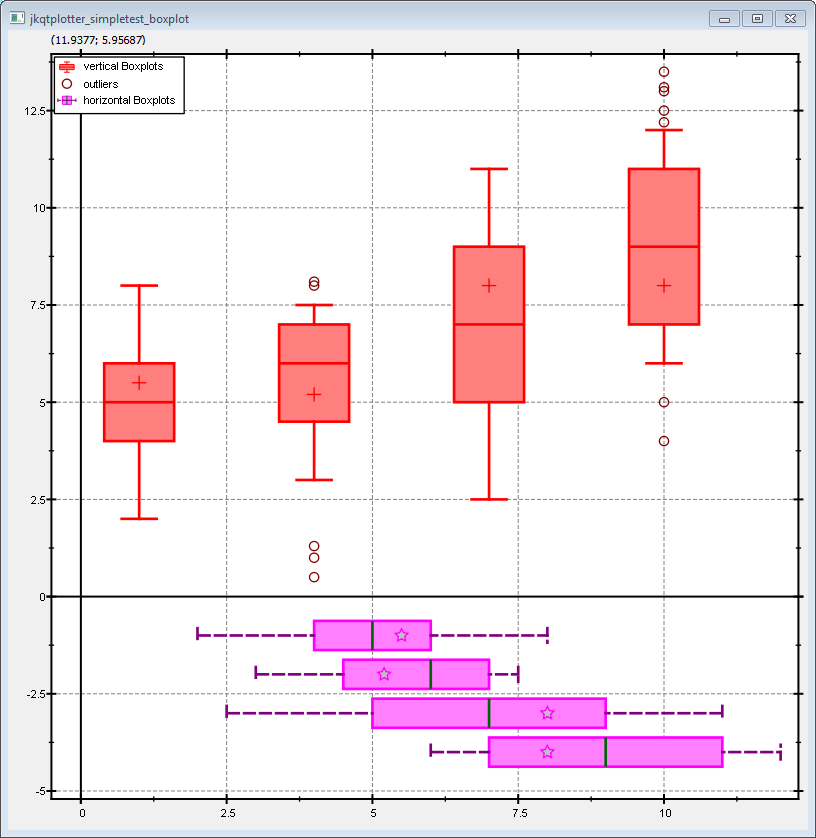 jkqtplotter_simpletest_boxplot
(11.9377; 5.95687)
vertical Boxplots
outliers
horizontal Boxplots
12.5
10
7.5
5
2.5
0
-2.5
-5
0 2.5 5 7.5 10